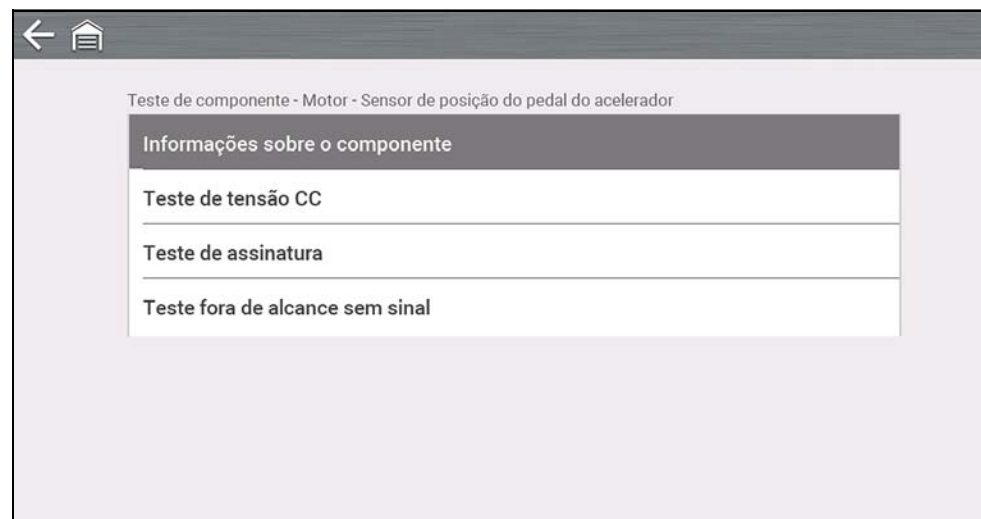 Teste de componente - Motor - Sensor de posição do pedal do acelerador
Informações sobre o componente
Teste de tensão CC
Teste de assinatura
Teste fora de alcance sem sinal